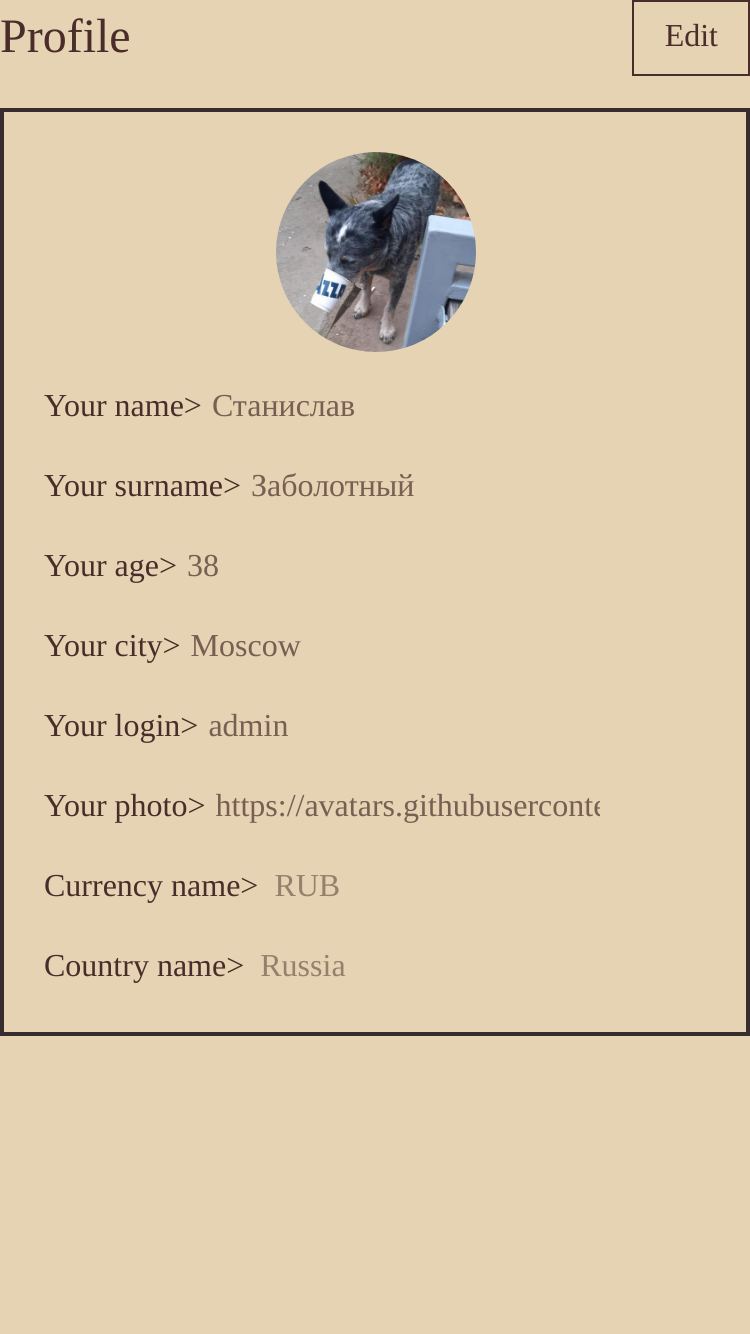 Profile
Edit
Your name> Станислав
Your surname> Заболотный
Your age> 38
Your city> Moscow
Your login> admin
Your photo> https://avatars.githubuserconte
Currency name> RUB
Country name> Russia